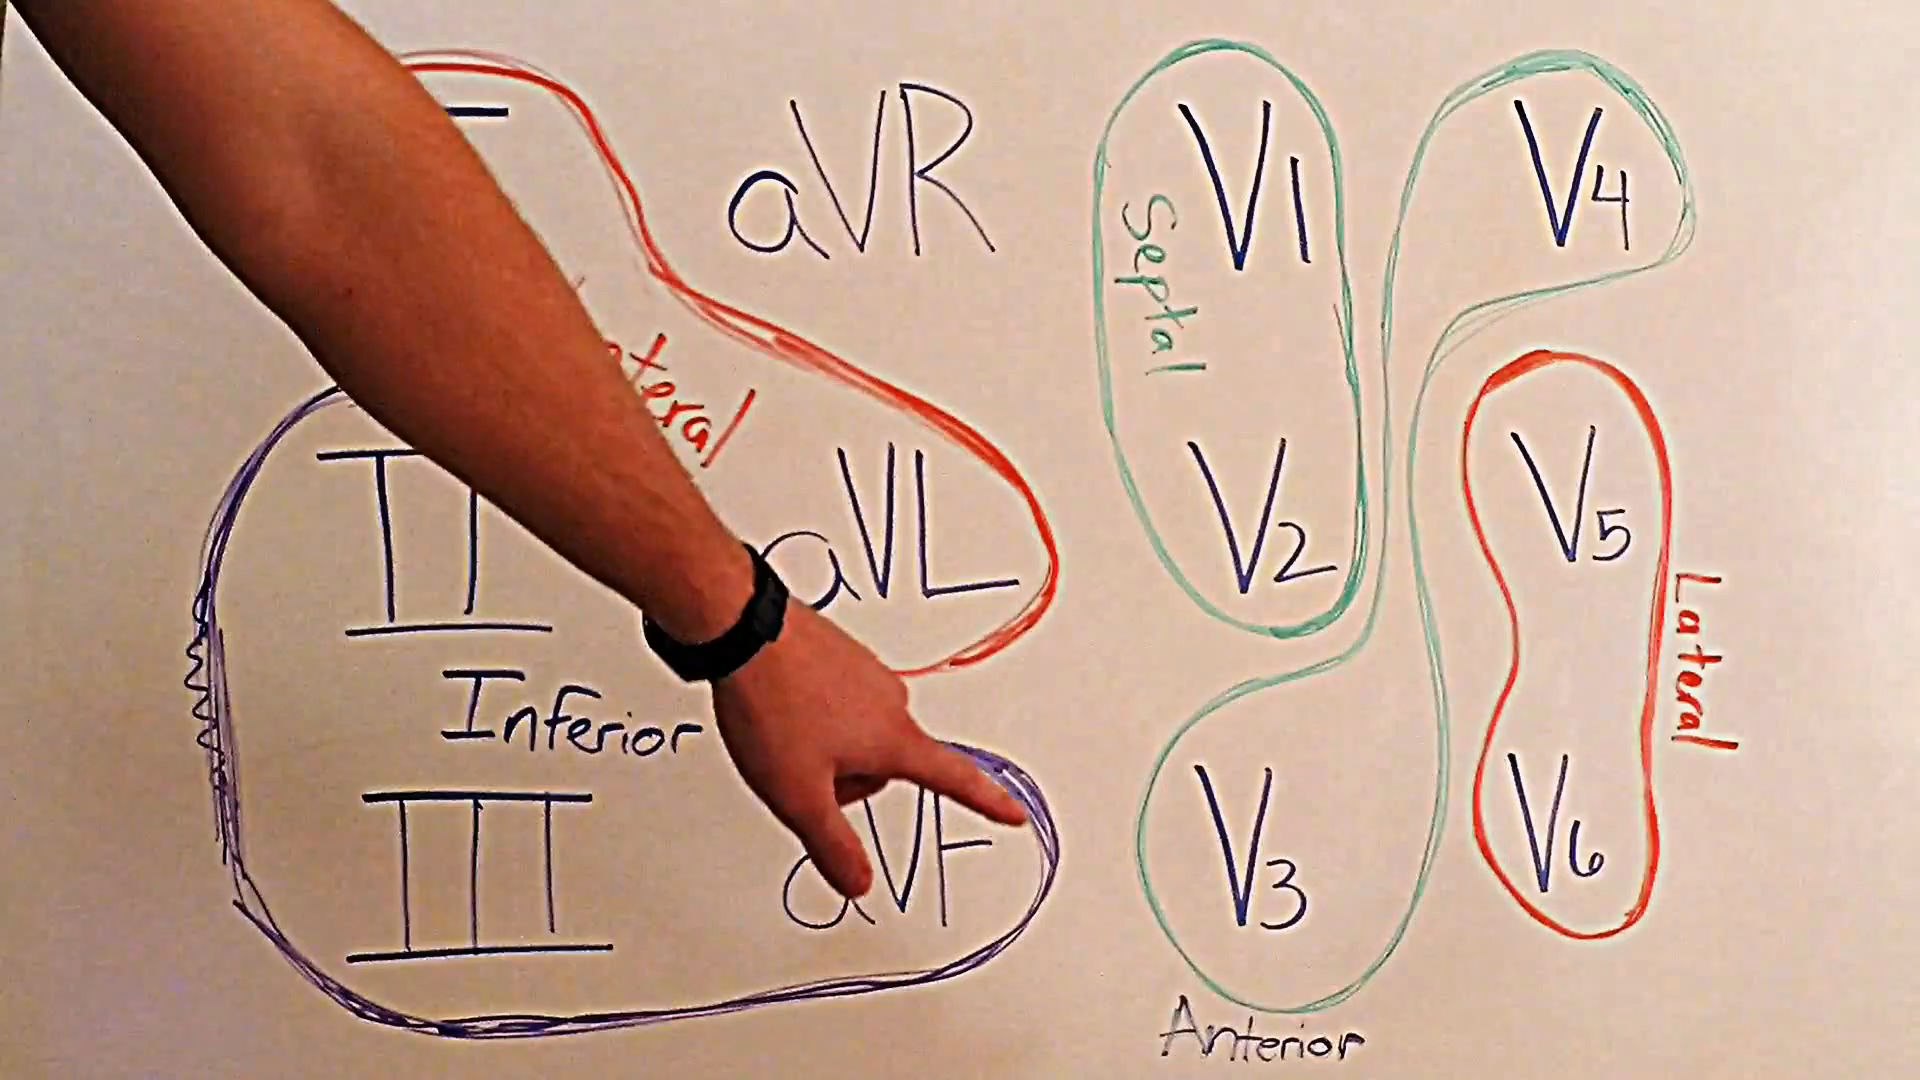 aVR
V1
V4
Septal
aVL
V2
V5
II
Lateral
Inferior
III
aVF
V3
V6
Anterior